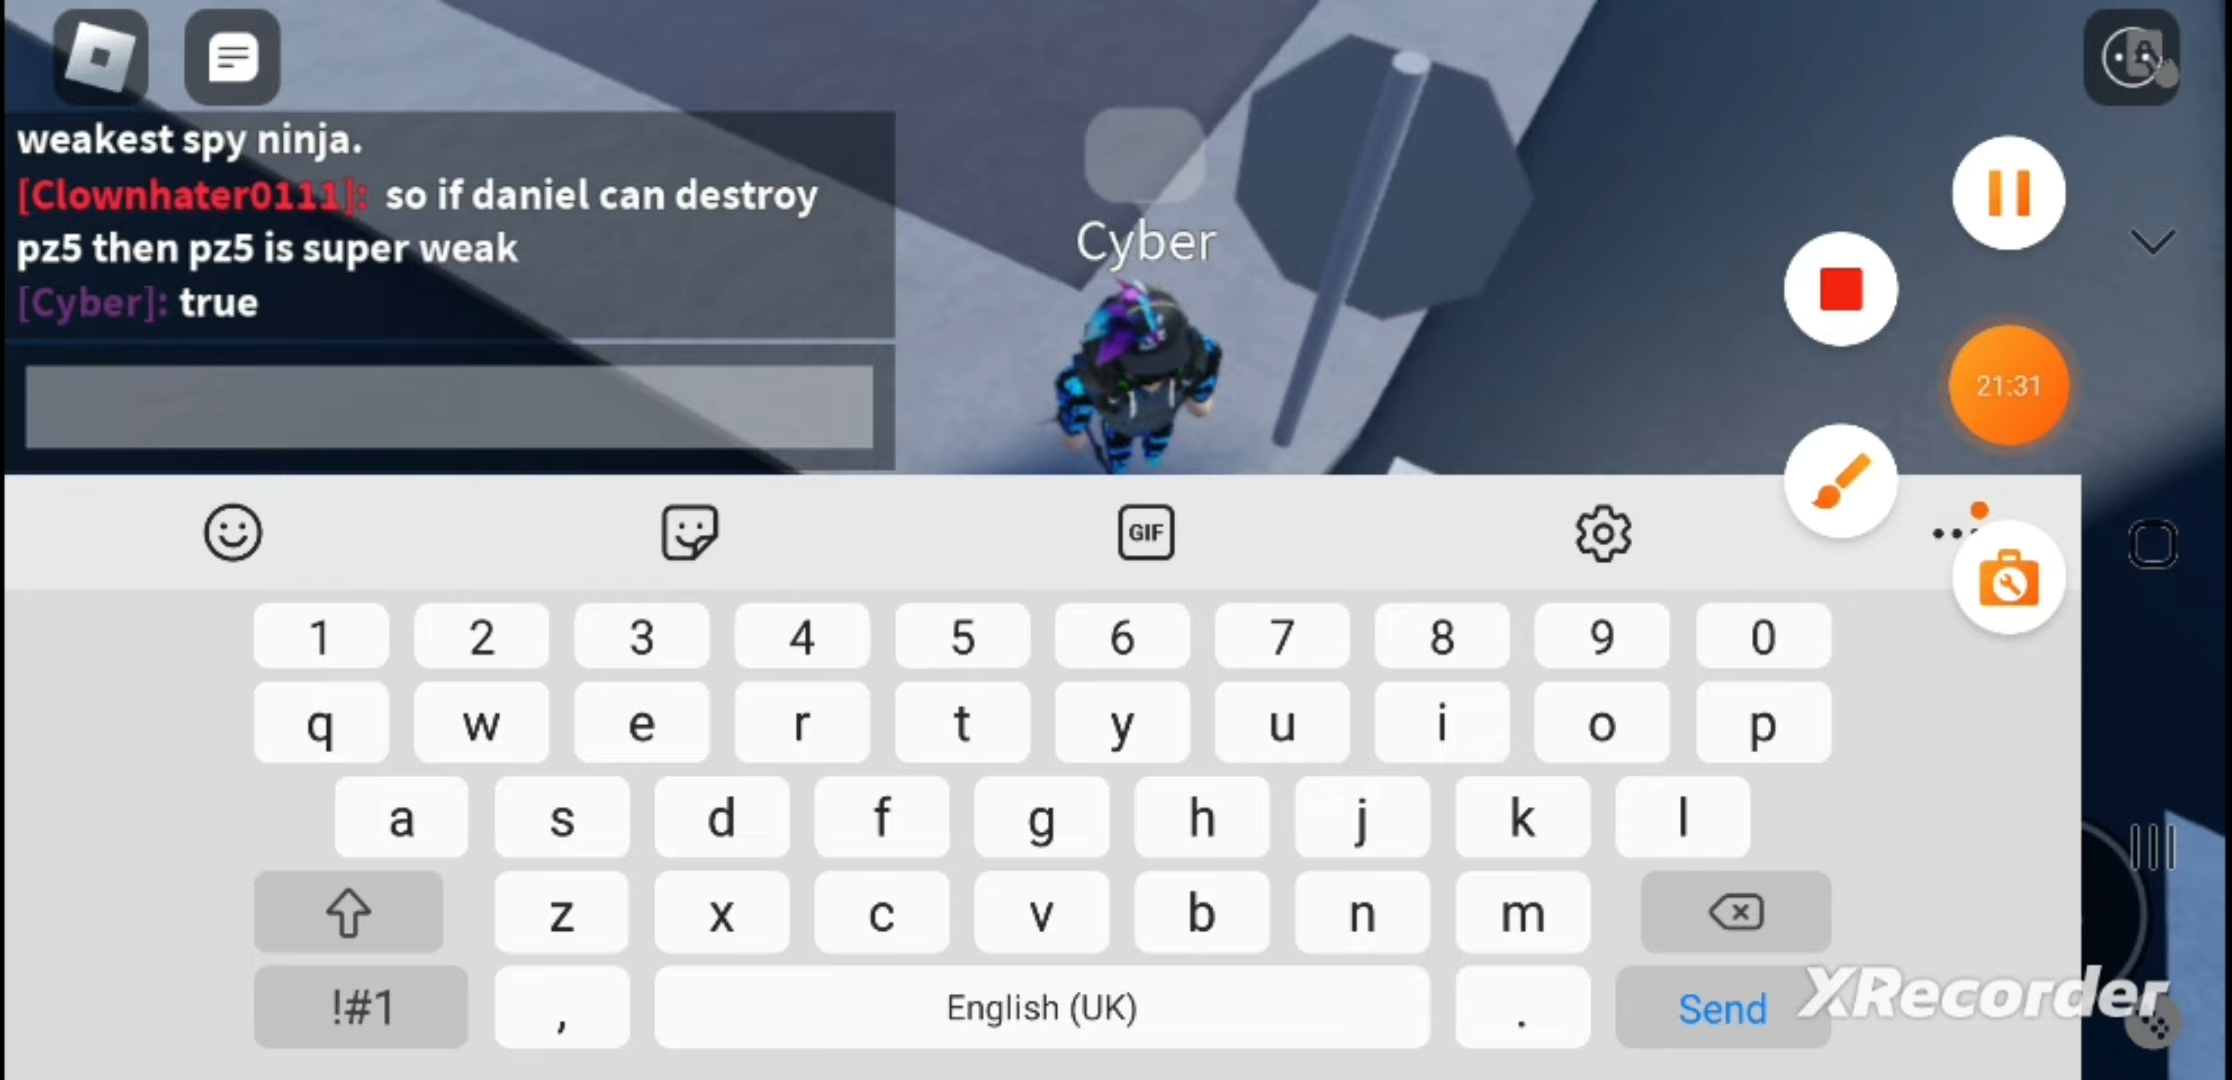 weakest spy ninja.
[Clownhater0111]: so if daniel can destroy
pz5 then pz5 is super weak
[Cyber]: true
Cyber
21:31
GIF
1 2 3 4 5 6 7 8 9 0
q w e r t y u i o p
a s d f g h j k l
z x c v b n m
!#1 , English (UK) . Send
XRecorder